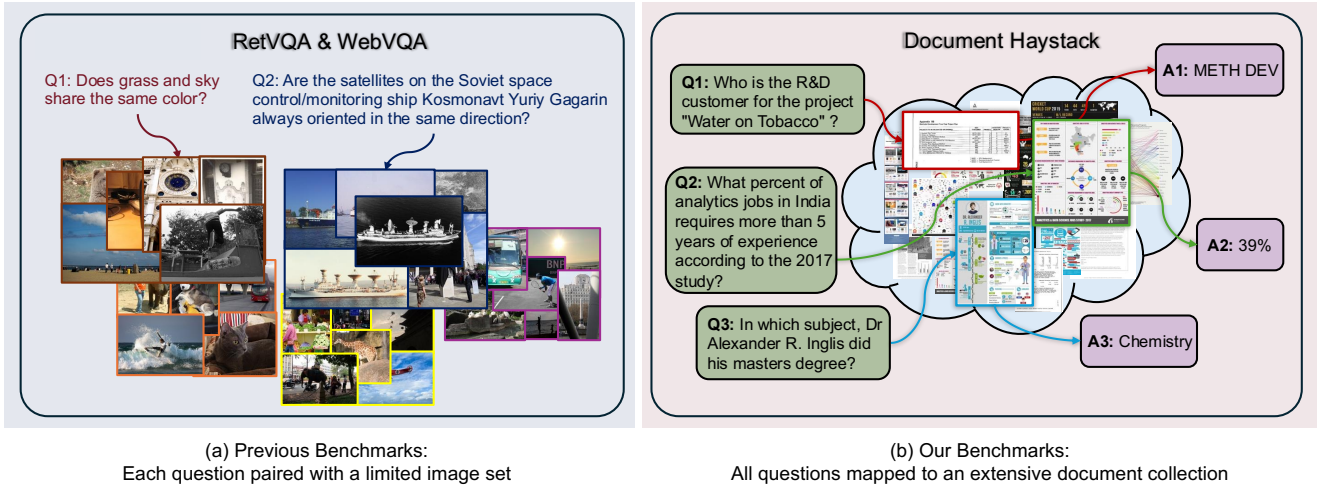 RetVQA & WebVQA
Q1: Does grass and sky
share the same color?
Q2: Are the satellites on the Soviet space
control/monitoring ship Kosmonavt Yuriy Gagarin
always oriented in the same direction?
BNE
(a) Previous Benchmarks:
Each question paired with a limited image set
Document Haystack
Q1: Who is the R&D
customer for the project
"Water on Tobacco" ?
Q2: What percent of
analytics jobs in India
requires more than 5
years of experience
according to the 2017
study?
Q3: In which subject, Dr
Alexander R. Inglis did
his masters degree?
A1: METH DEV
A2: 39%
A3: Chemistry
(b) Our Benchmarks:
All questions mapped to an extensive document collection